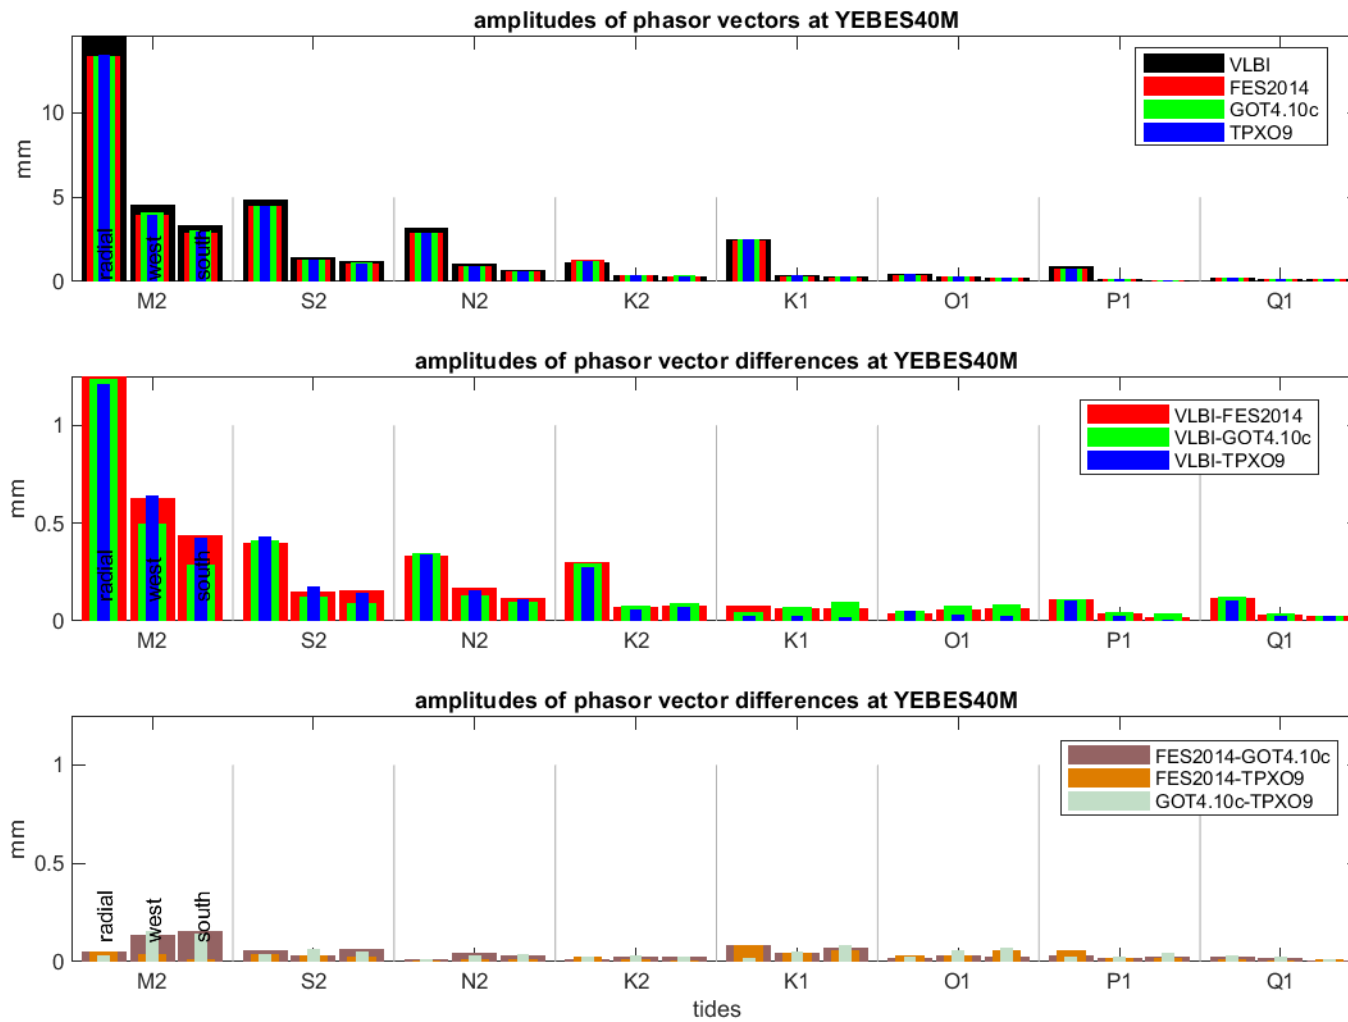 amplitudes of phasor vectors at YEBES40M
VLBI
FES2014
GOT4.10c
TPXO9
10
5
0
mm
radial
west
south
M2
S2
N2
K2
K1
O1
P1
Q1
amplitudes of phasor vector differences at YEBES40M
VLBI-FES2014
VLBI-GOT4.10c
VLBI-TPXO9
1
0.5
0
mm
radial
west
south
M2
S2
N2
K2
K1
O1
P1
Q1
amplitudes of phasor vector differences at YEBES40M
FES2014-GOT4.10c
FES2014-TPXO9
GOT4.10c-TPXO9
1
0.5
0
mm
radial
west
south
M2
S2
N2
K2
K1
O1
P1
Q1
tides